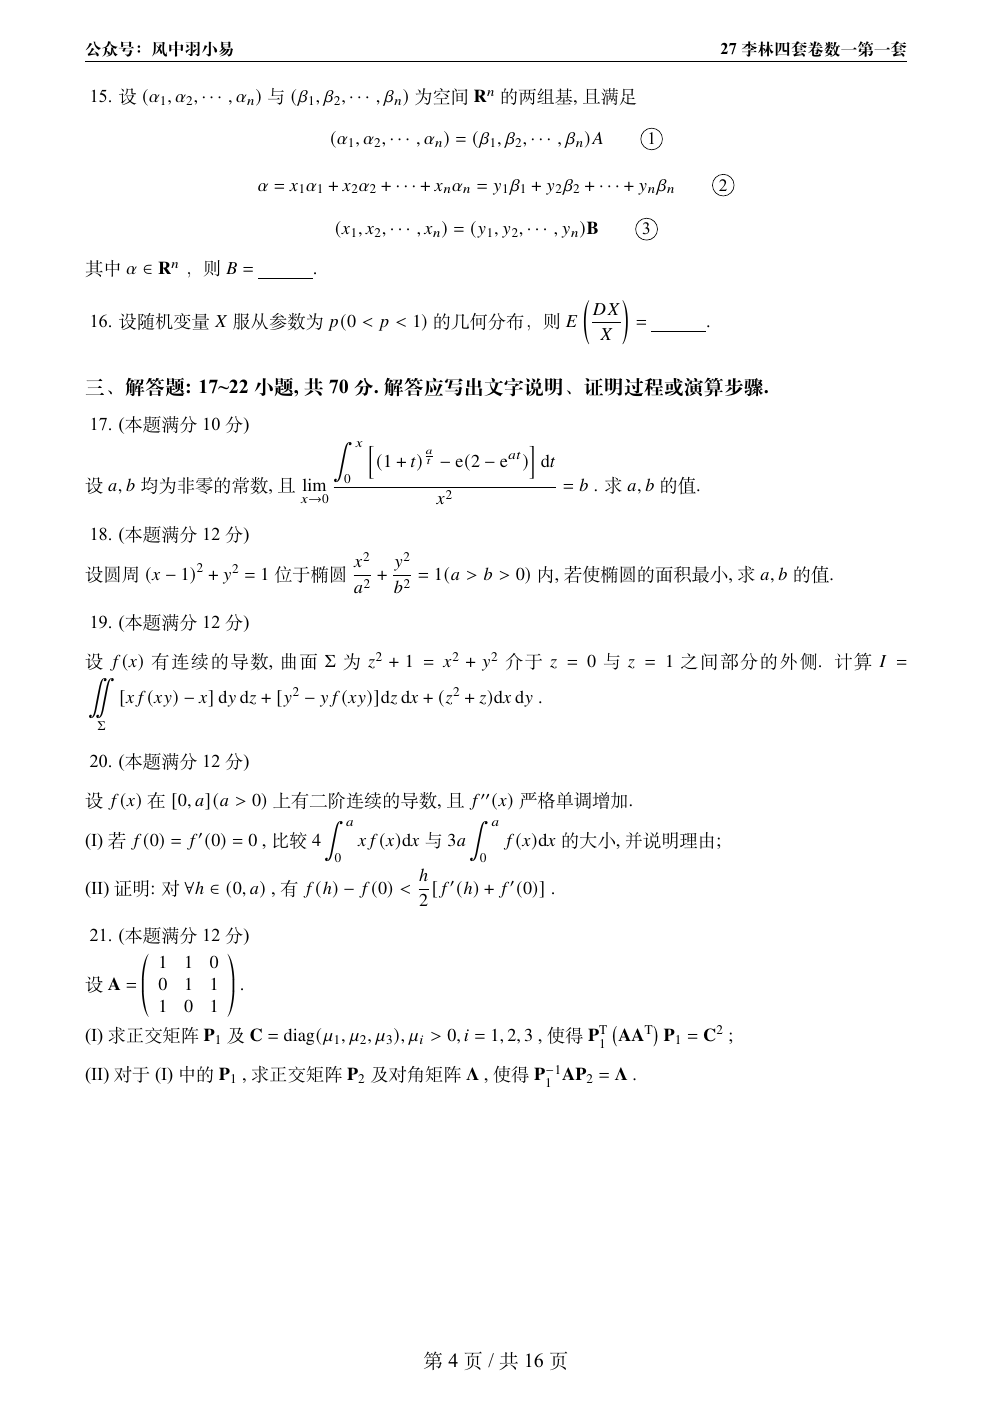 公众号：风中羽小易 27 李林四套卷数一第一套
15. 设 (α₁, α₂, ⋯ , αₙ) 与 (β₁, β₂, ⋯ , βₙ) 为空间 𝐑ⁿ 的两组基, 且满足
(α₁, α₂, ⋯ , αₙ) = (β₁, β₂, ⋯ , βₙ)A ①
α = x₁α₁ + x₂α₂ + ⋯ + xₙαₙ = y₁β₁ + y₂β₂ + ⋯ + yₙβₙ ②
(x₁, x₂, ⋯ , xₙ) = (y₁, y₂, ⋯ , yₙ)𝐁 ③
其中 α ∈ 𝐑ⁿ ，则 B = ______.
16. 设随机变量 X 服从参数为 p(0 < p < 1) 的几何分布，则 E(DX/X) = ______.
三、解答题: 17~22 小题, 共 70 分. 解答应写出文字说明、证明过程或演算步骤.
17. (本题满分 10 分)
设 a, b 均为非零的常数, 且 lim_{x→0} (∫₀ˣ [(1 + t)^{a/t} − e(2 − e^{at})] dt)/x² = b . 求 a, b 的值.
18. (本题满分 12 分)
设圆周 (x − 1)² + y² = 1 位于椭圆 x²/a² + y²/b² = 1(a > b > 0) 内, 若使椭圆的面积最小, 求 a, b 的值.
19. (本题满分 12 分)
设 f(x) 有连续的导数, 曲面 Σ 为 z² + 1 = x² + y² 介于 z = 0 与 z = 1 之间部分的外侧. 计算 I =
∬_Σ [xf(xy) − x] dy dz + [y² − yf(xy)]dz dx + (z² + z)dx dy .
20. (本题满分 12 分)
设 f(x) 在 [0, a](a > 0) 上有二阶连续的导数, 且 f′′(x) 严格单调增加.
(I) 若 f(0) = f′(0) = 0 , 比较 4∫₀ᵃ xf(x)dx 与 3a∫₀ᵃ f(x)dx 的大小, 并说明理由;
(II) 证明: 对 ∀h ∈ (0, a) , 有 f(h) − f(0) < h/2 [f′(h) + f′(0)] .
21. (本题满分 12 分)
设 𝐀 = ( 1 1 0
0 1 1
1 0 1 ) .
(I) 求正交矩阵 𝐏₁ 及 𝐂 = diag(μ₁, μ₂, μ₃), μᵢ > 0, i = 1, 2, 3 , 使得 𝐏₁ᵀ (𝐀𝐀ᵀ) 𝐏₁ = 𝐂² ;
(II) 对于 (I) 中的 𝐏₁ , 求正交矩阵 𝐏₂ 及对角矩阵 𝚲 , 使得 𝐏₁⁻¹𝐀𝐏₂ = 𝚲 .
第 4 页 / 共 16 页